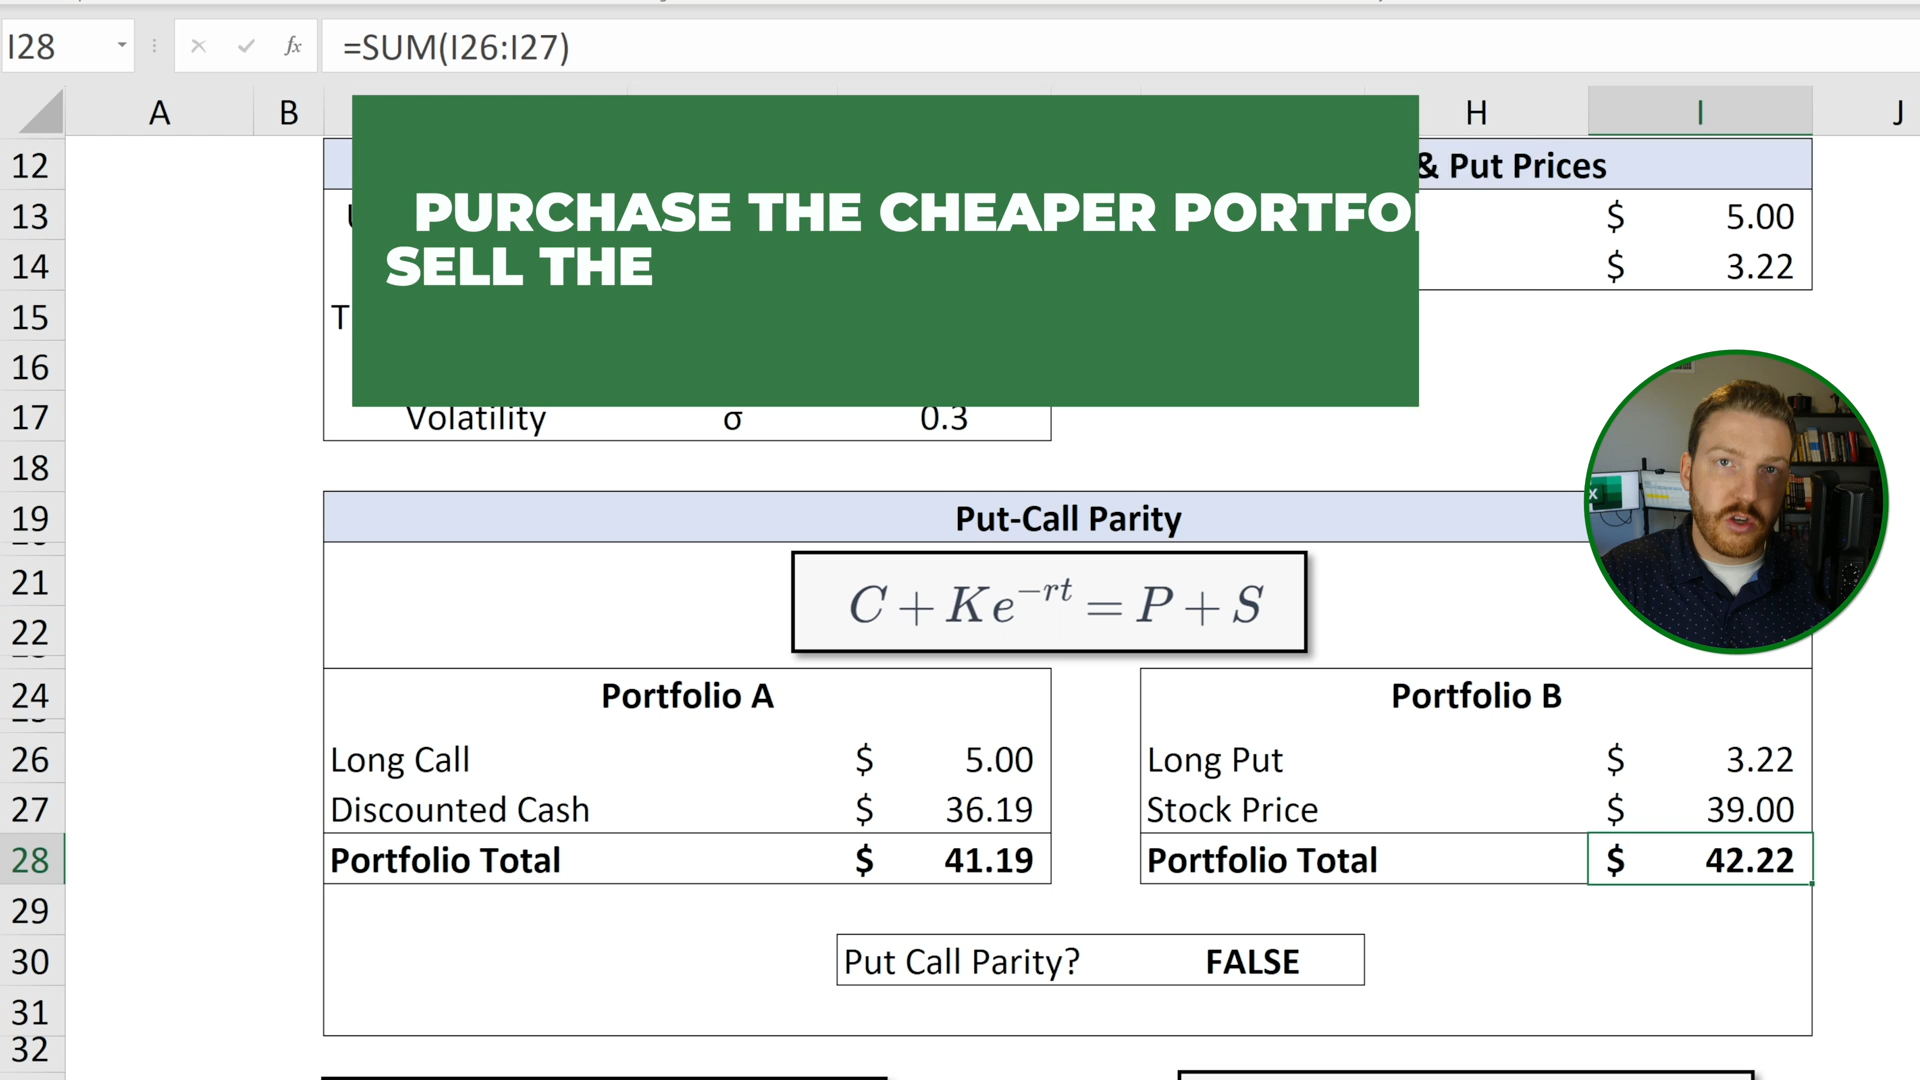 I28
fx
=SUM(I26:I27)
A B H I J
12 & Put Prices
13 $ 5.00
14 $ 3.22
15 T
16
17 Volatility σ 0.3
PURCHASE THE CHEAPER PORTFO
SELL THE
18
19 Put-Call Parity
21
22
C + Ke^{-rt} = P + S
24 Portfolio A Portfolio B
26 Long Call $ 5.00 Long Put $ 3.22
27 Discounted Cash $ 36.19 Stock Price $ 39.00
28 Portfolio Total $ 41.19 Portfolio Total $ 42.22
29
30 Put Call Parity? FALSE
31
32